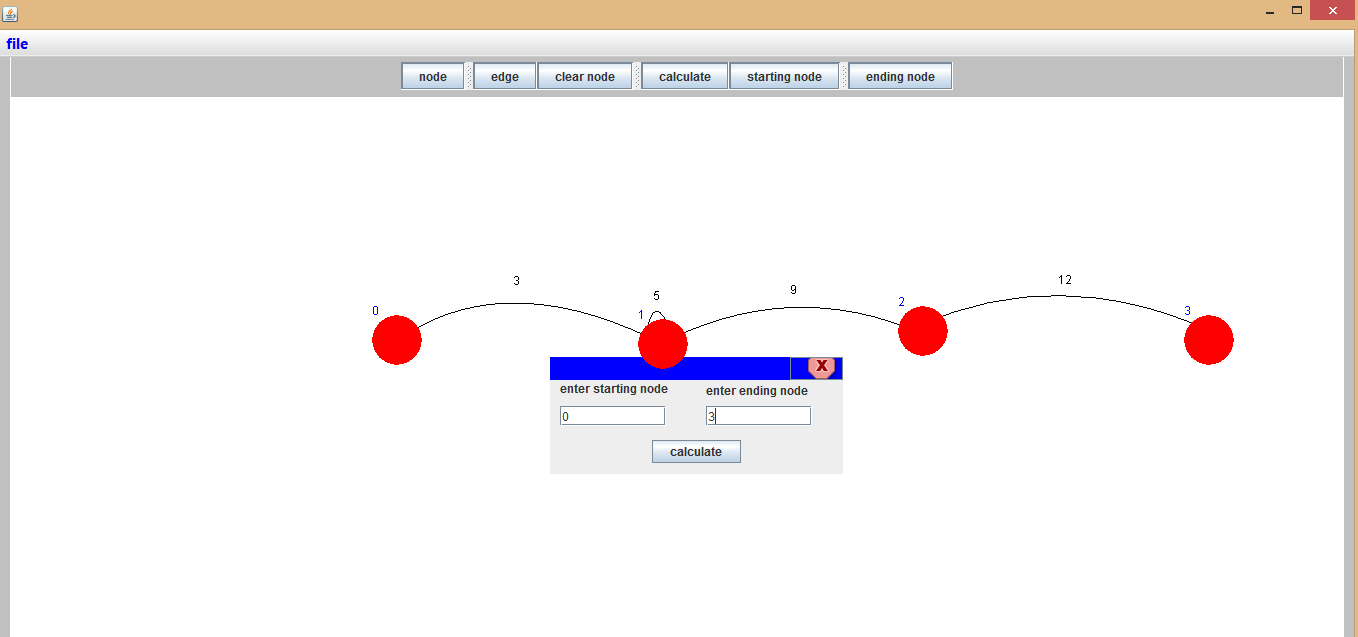 file
node edge clear node calculate starting node ending node
3 5 9 12
0 1 2 3
X
enter starting node enter ending node
0 3
calculate